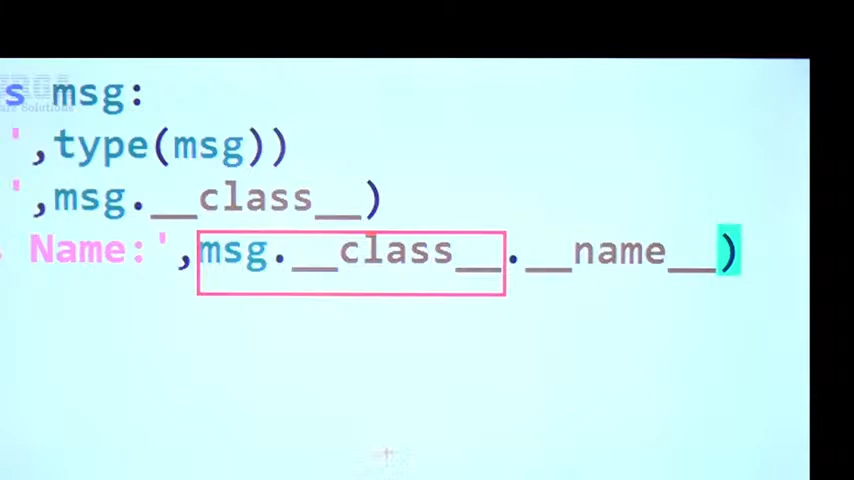 s msg:
',type(msg))
',msg.__class__)
s Name:',msg.__class__.__name__)